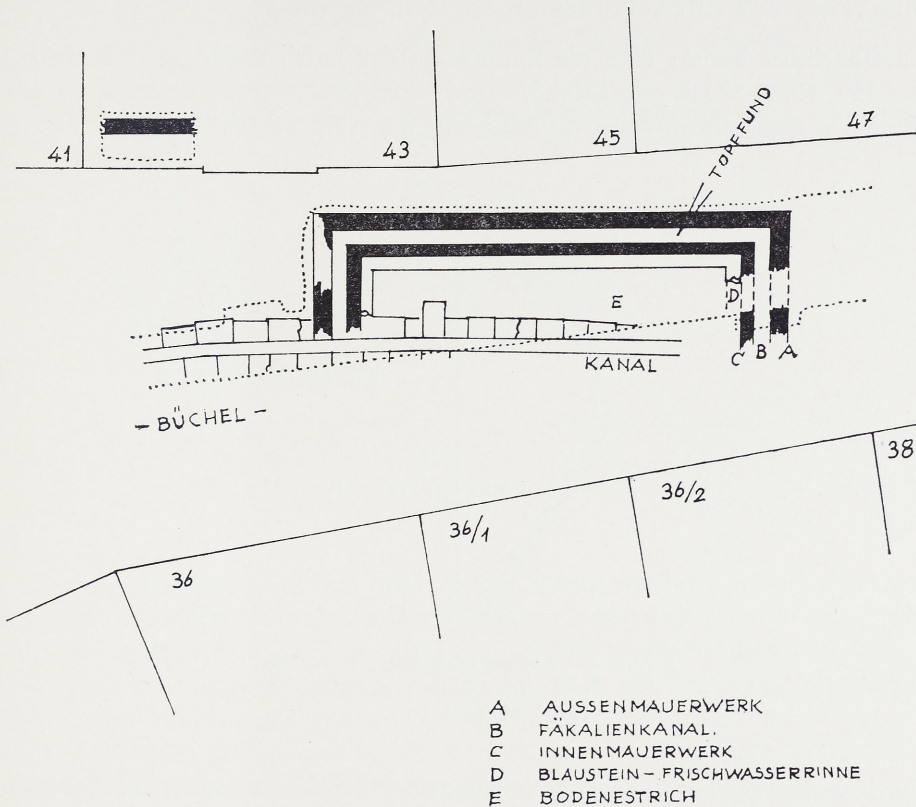 41
43
45
47
TOPFFUND
E
D
C
B
A
KANAL
- BÜCHEL -
36
36/1
36/2
38
A AUSSENMAUERWERK
B FÄKALIENKANAL.
C INNENMAUERWERK
D BLAUSTEIN-FRISCHWASSERRINNE
E BODENESTRICH